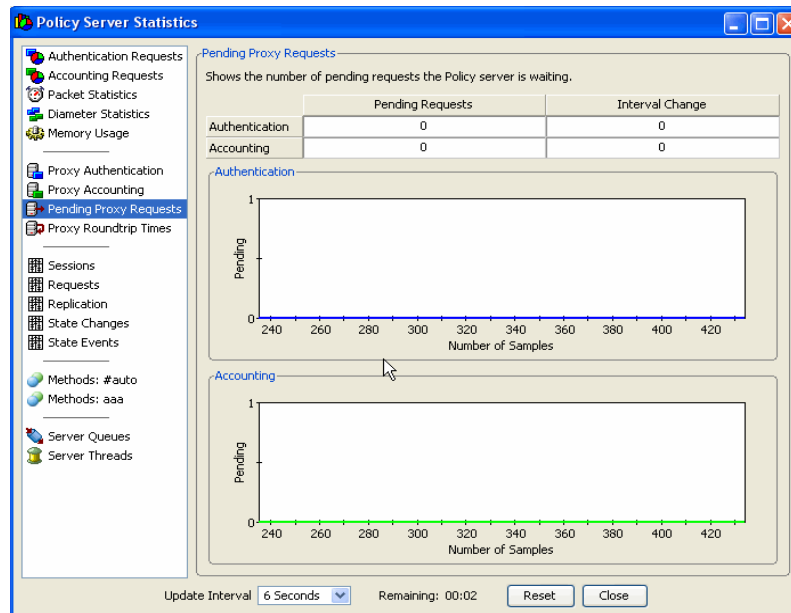 Policy Server Statistics
Authentication Requests
Accounting Requests
Packet Statistics
Diameter Statistics
Memory Usage
Proxy Authentication
Proxy Accounting
Pending Proxy Requests
Proxy Roundtrip Times
Sessions
Requests
Replication
State Changes
State Events
Methods: #auto
Methods: aaa
Server Queues
Server Threads
Pending Proxy Requests
Shows the number of pending requests the Policy server is waiting.
Pending Requests Interval Change
Authentication 0 0
Accounting 0 0
Authentication
1
Pending
0
240 260 280 300 320 340 360 380 400 420
Number of Samples
Accounting
1
Pending
0
240 260 280 300 320 340 360 380 400 420
Number of Samples
Update Interval 6 Seconds Remaining: 00:02 Reset Close